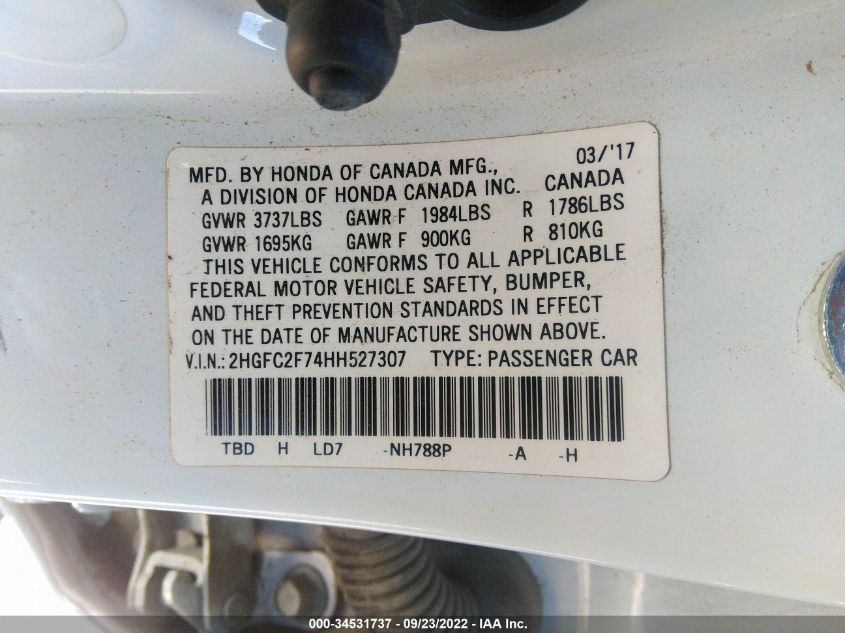 MFD. BY HONDA OF CANADA MFG., 03/'17
A DIVISION OF HONDA CANADA INC. CANADA
GVWR 3737LBS GAWR F 1984LBS R 1786LBS
GVWR 1695KG GAWR F 900KG R 810KG
THIS VEHICLE CONFORMS TO ALL APPLICABLE
FEDERAL MOTOR VEHICLE SAFETY, BUMPER,
AND THEFT PREVENTION STANDARDS IN EFFECT
ON THE DATE OF MANUFACTURE SHOWN ABOVE.
V.I.N.: 2HGFC2F74HH527307 TYPE: PASSENGER CAR
TBD H LD7 -NH788P -A -H
000-34531737 - 09/23/2022 - IAA Inc.